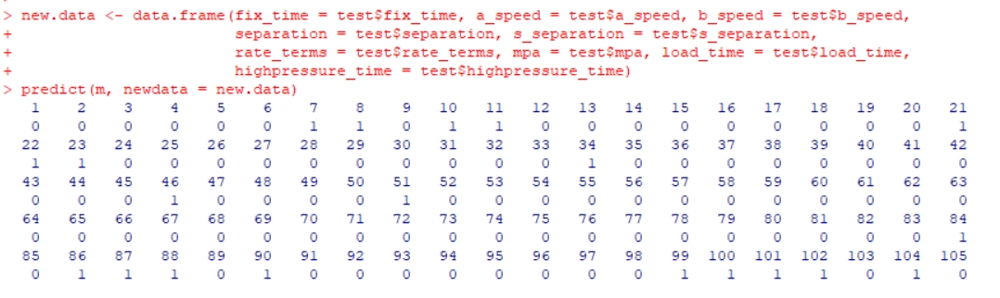 > new.data <- data.frame(fix_time = test$fix_time, a_speed = test$a_speed, b_speed = test$b_speed,
+ separation = test$separation, s_separation = test$s_separation,
+ rate_terms = test$rate_terms, mpa = test$mpa, load_time = test$load_time,
+ highpressure_time = test$highpressure_time)
> predict(m, newdata = new.data)
1 2 3 4 5 6 7 8 9 10 11 12 13 14 15 16 17 18 19 20 21
0 0 0 0 0 0 1 1 0 1 1 0 0 0 0 0 0 0 0 0 1
22 23 24 25 26 27 28 29 30 31 32 33 34 35 36 37 38 39 40 41 42
1 1 0 0 0 0 0 0 0 0 0 0 1 0 0 0 0 0 0 0 0
43 44 45 46 47 48 49 50 51 52 53 54 55 56 57 58 59 60 61 62 63
0 0 0 1 0 0 0 0 1 0 0 0 0 0 0 0 0 0 0 0 0
64 65 66 67 68 69 70 71 72 73 74 75 76 77 78 79 80 81 82 83 84
0 0 0 0 0 0 0 0 0 0 0 0 0 0 0 0 0 0 0 0 1
85 86 87 88 89 90 91 92 93 94 95 96 97 98 99 100 101 102 103 104 105
0 1 1 1 0 1 0 0 0 0 0 0 0 0 1 1 1 1 0 1 0